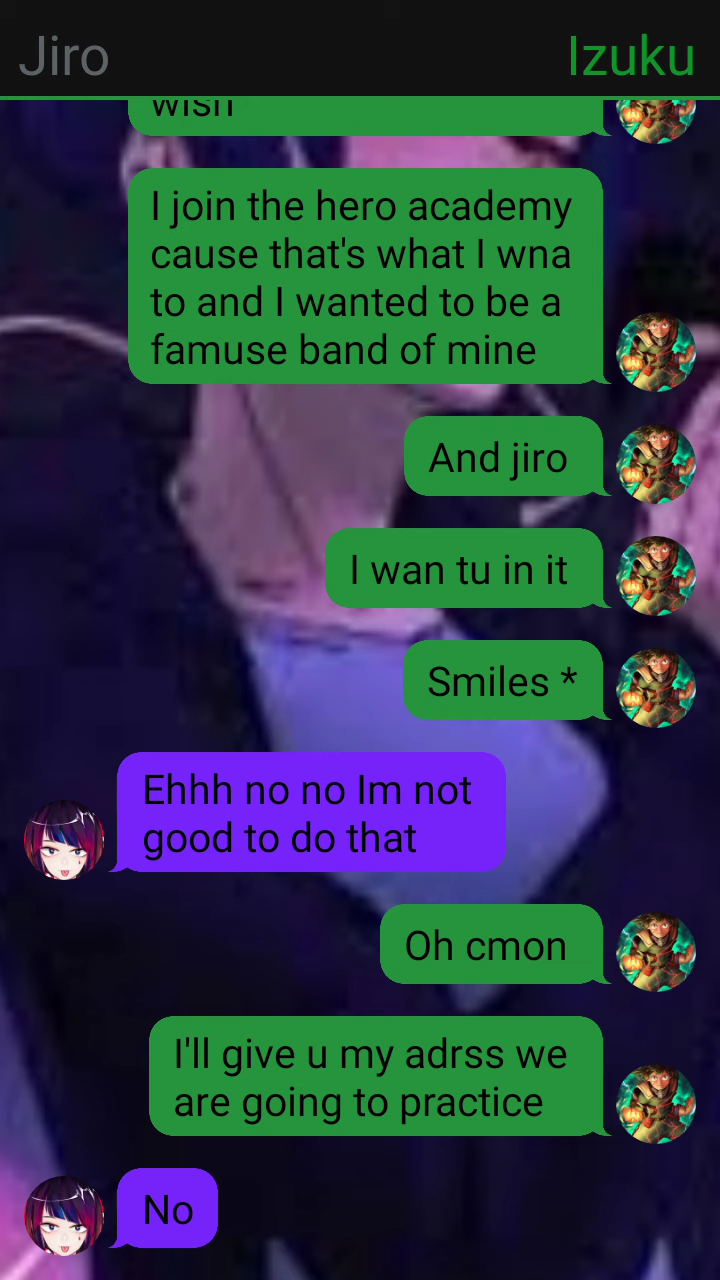 Jiro
Izuku
wish
I join the hero academy
cause that's what I wna
to and I wanted to be a
famuse band of mine
And jiro
I wan tu in it
Smiles *
Ehhh no no Im not
good to do that
Oh cmon
I'll give u my adrss we
are going to practice
No